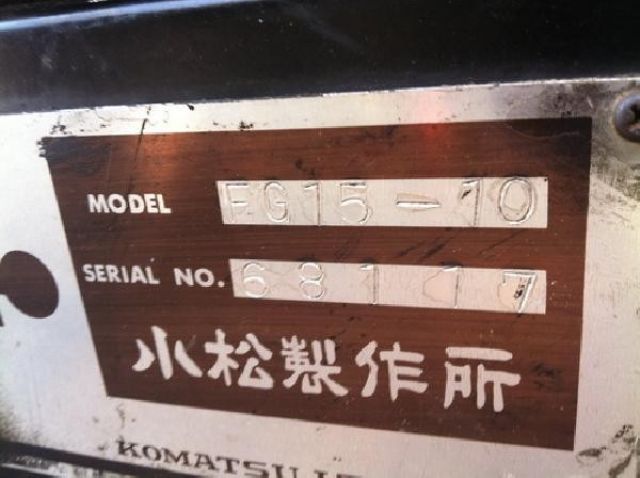 MODEL FG15-10
SERIAL NO. 68117
小松製作所
KOMATSU